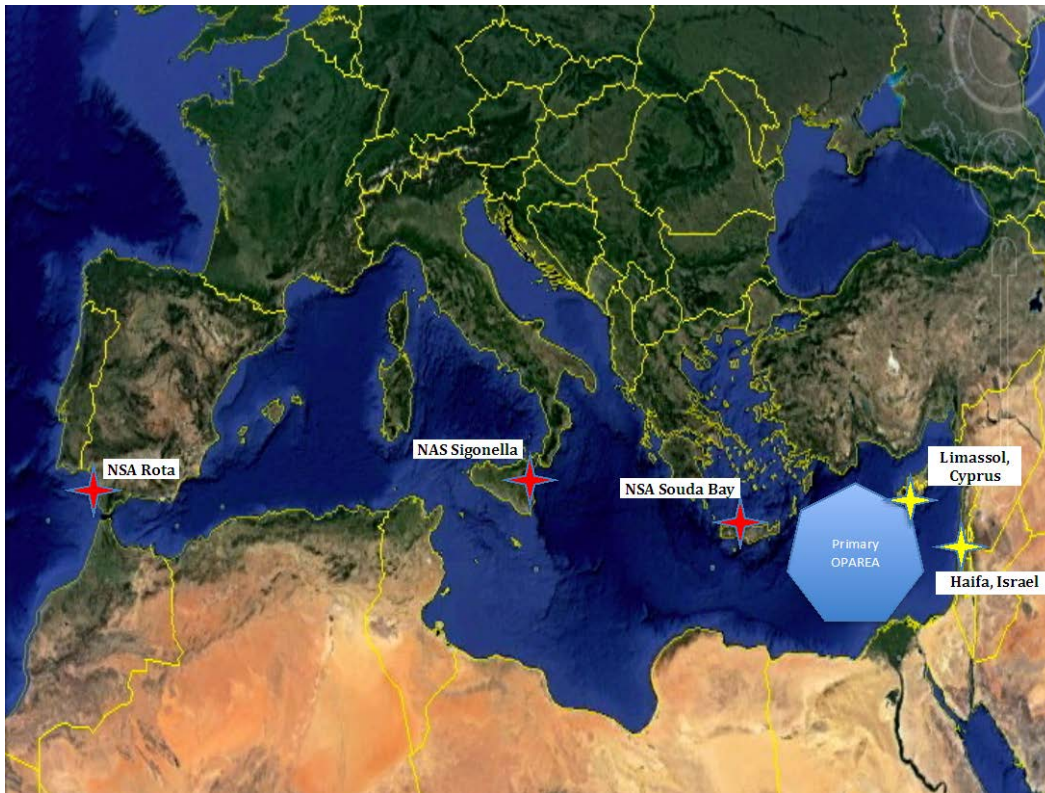 NSA Rota
NAS Sigonella
NSA Souda Bay
Limassol,
Cyprus
Primary
OPAREA
Haifa, Israel